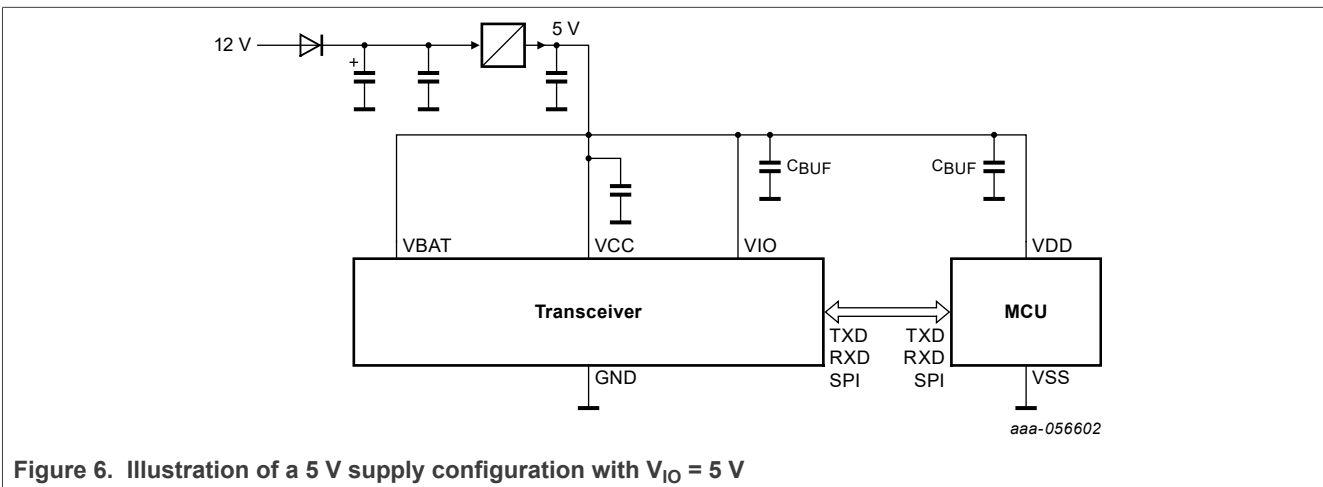 12 V
5 V
+
CBUF
CBUF
VBAT
VCC
VIO
VDD
Transceiver
MCU
TXD
TXD
RXD
RXD
SPI
SPI
GND
VSS
aaa-056602
Figure 6. Illustration of a 5 V supply configuration with VIO = 5 V